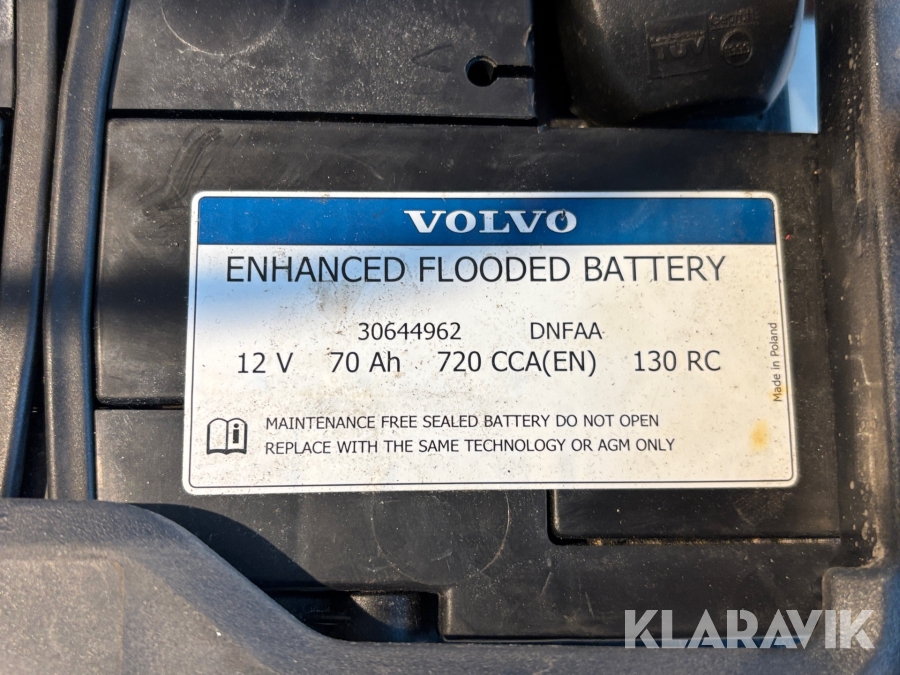 TÜV
VOLVO
ENHANCED FLOODED BATTERY
30644962 DNFAA
12 V 70 Ah 720 CCA(EN) 130 RC
Made in Poland
MAINTENANCE FREE SEALED BATTERY DO NOT OPEN
REPLACE WITH THE SAME TECHNOLOGY OR AGM ONLY
KLARAVIK